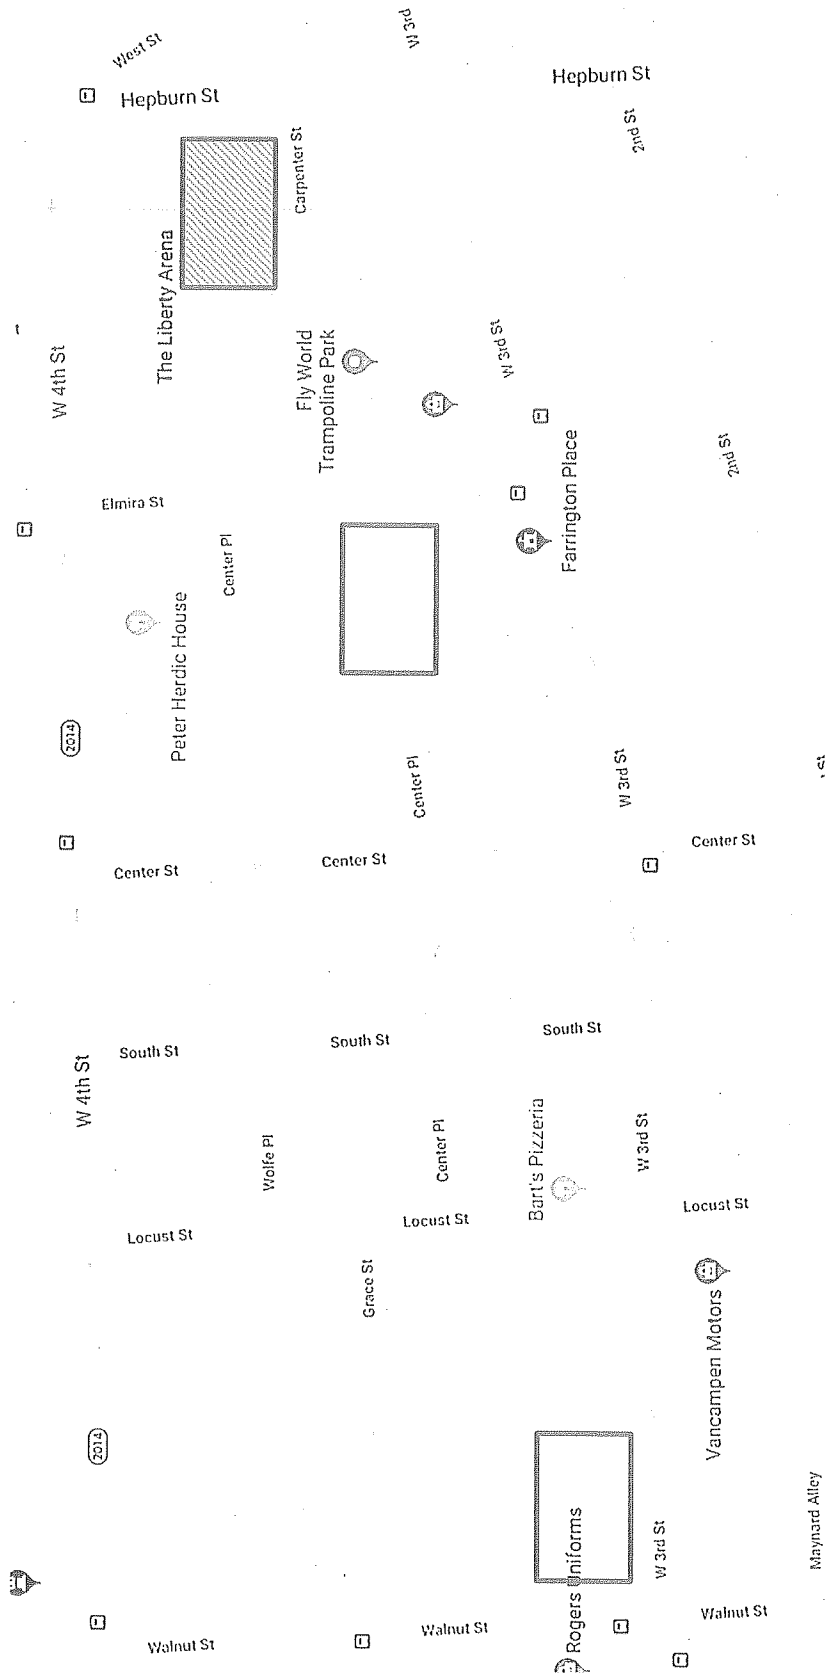 West St
W 3rd
Hepburn St
Hepburn St
2nd St
Carpenter St
The Liberty Arena
W 4th St
Fly World
Trampoline Park
W 3rd St
2nd St
Farrington Place
Elmira St
Center Pl
Peter Herdic House
2014
Center Pl
W 3rd St
St
Center St
Center St
Center St
South St
South St
South St
W 4th St
Wolfe Pl
Center Pl
Bart's Pizzeria
W 3rd St
Locust St
Locust St
Locust St
Grace St
Vancampen Motors
2014
Rogers Uniforms
W 3rd St
Maynard Alley
Walnut St
Walnut St
Walnut St